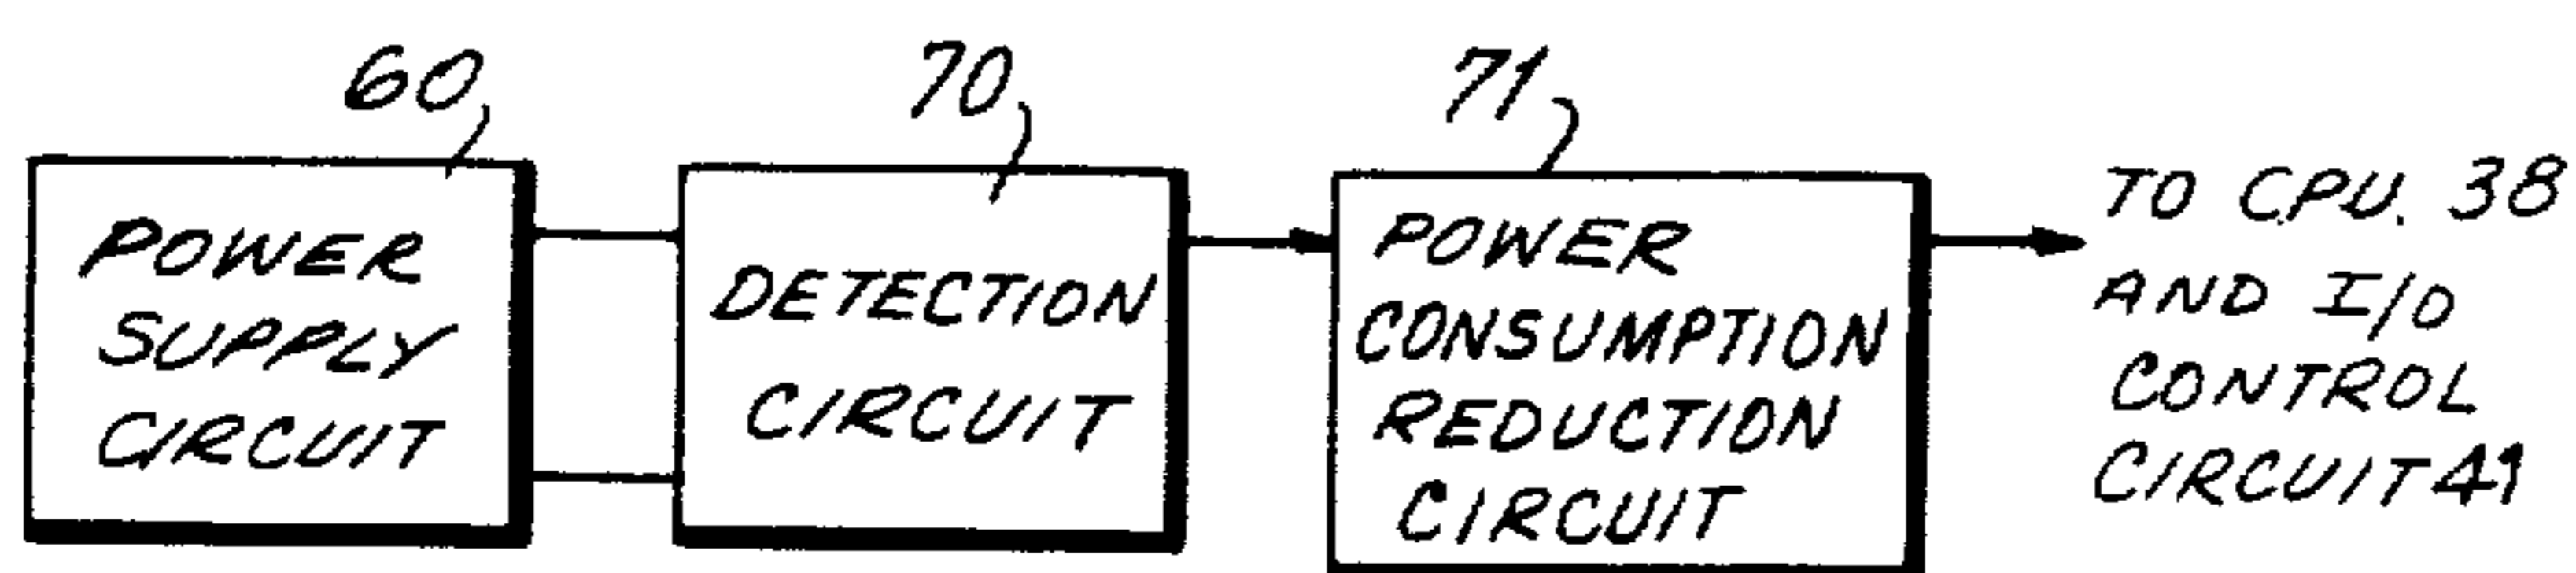 60
70
71
POWER
SUPPLY
CIRCUIT
DETECTION
CIRCUIT
POWER
CONSUMPTION
REDUCTION
CIRCUIT
TO CPU. 38
AND I/O
CONTROL
CIRCUIT 41